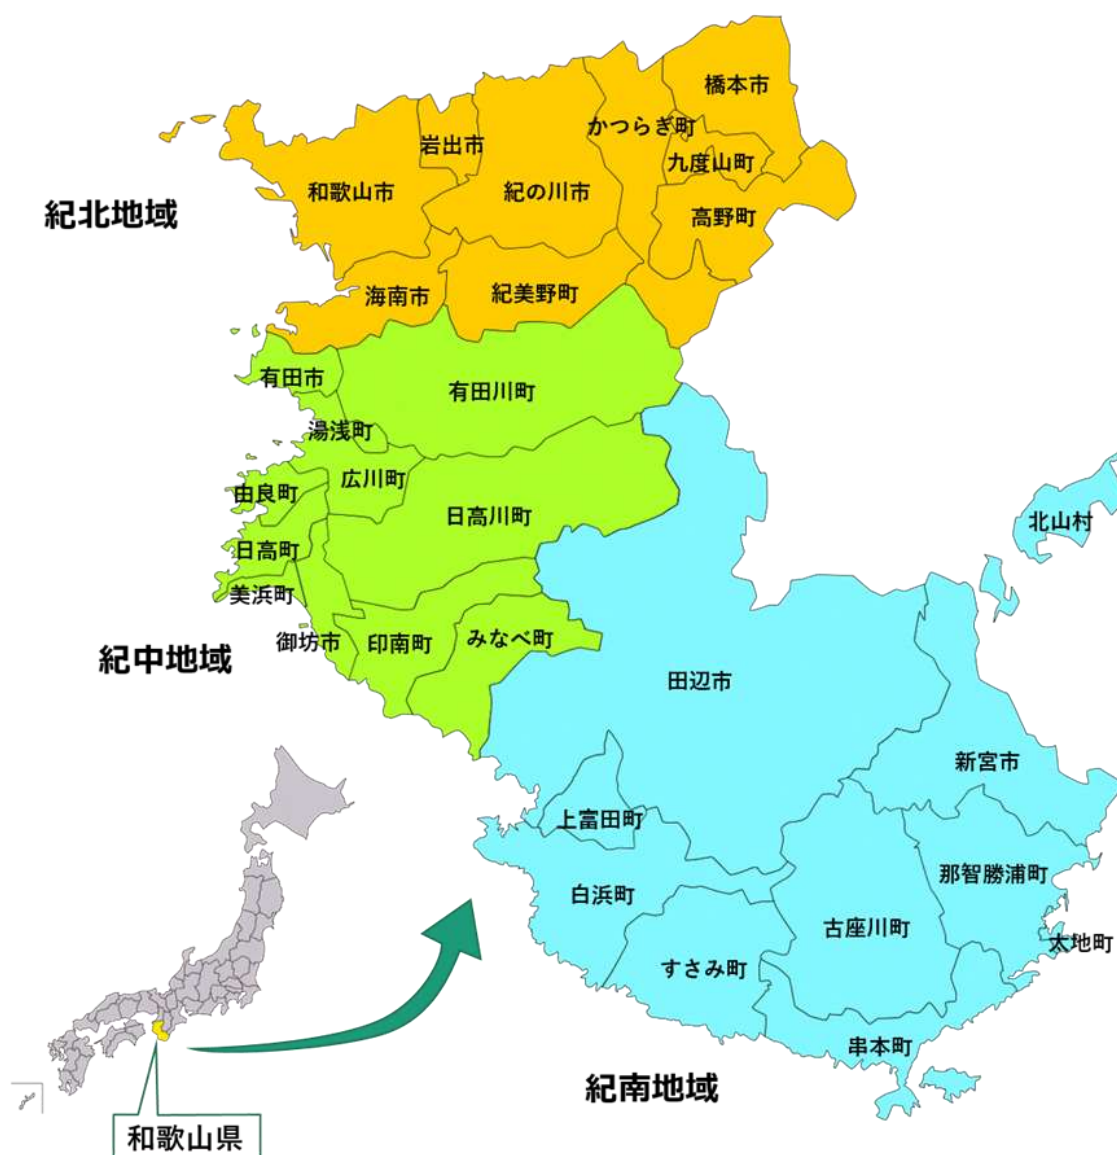 橋本市
かつらぎ町
岩出市
九度山町
和歌山市
紀の川市
紀北地域
高野町
海南市
紀美野町
有田市
有田川町
湯浅町
広川町
由良町
日高川町
北山村
日高町
美浜町
御坊市
印南町
みなべ町
紀中地域
田辺市
新宮市
上富田町
那智勝浦町
白浜町
古座川町
太地町
すさみ町
串本町
紀南地域
和歌山県